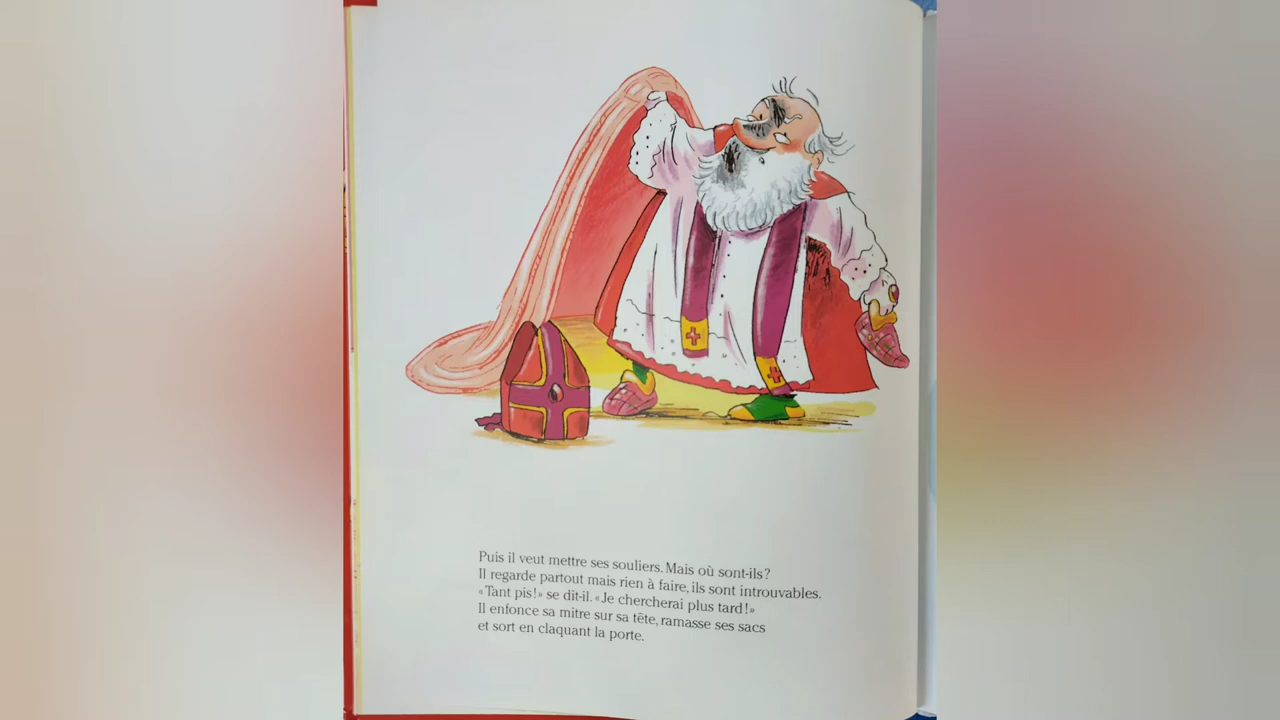 Puis il veut mettre ses souliers. Mais où sont-ils ?
Il regarde partout mais rien à faire, ils sont introuvables.
« Tant pis ! » se dit-il. « Je chercherai plus tard ! »
Il enfonce sa mitre sur sa tête, ramasse ses sacs
et sort en claquant la porte.